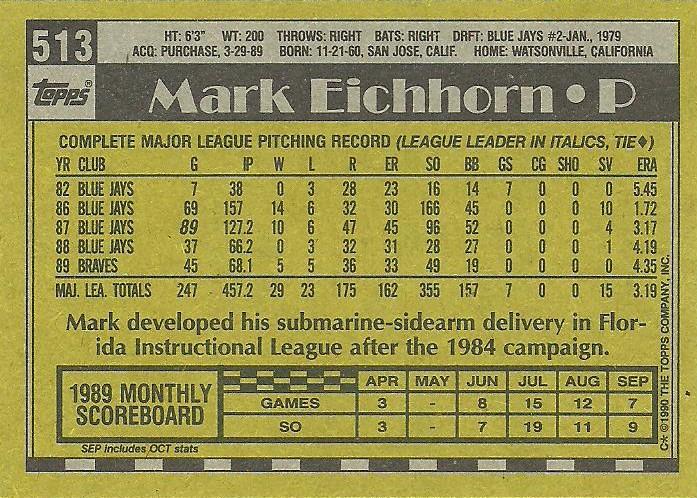 513
HT: 6'3" WT: 200 THROWS: RIGHT BATS: RIGHT DRFT: BLUE JAYS #2-JAN., 1979
ACQ: PURCHASE, 3-29-89 BORN: 11-21-60, SAN JOSE, CALIF. HOME: WATSONVILLE, CALIFORNIA
TOPPS®
Mark Eichhorn • P
COMPLETE MAJOR LEAGUE PITCHING RECORD (LEAGUE LEADER IN ITALICS, TIE♦)
YR CLUB G IP W L R ER SO BB GS CG SHO SV ERA
82 BLUE JAYS 7 38 0 3 28 23 16 14 7 0 0 0 5.45
86 BLUE JAYS 69 157 14 6 32 30 166 45 0 0 0 10 1.72
87 BLUE JAYS 89 127.2 10 6 47 45 96 52 0 0 0 4 3.17
88 BLUE JAYS 37 66.2 0 3 32 31 28 27 0 0 0 1 4.19
89 BRAVES 45 68.1 5 5 36 33 49 19 0 0 0 0 4.35
MAJ. LEA. TOTALS 247 457.2 29 23 175 162 355 157 7 0 0 15 3.19
Mark developed his submarine-sidearm delivery in Flor-
ida Instructional League after the 1984 campaign.
1989 MONTHLY
SCOREBOARD
APR MAY JUN JUL AUG SEP
GAMES 3 - 8 15 12 7
SO 3 - 7 19 11 9
SEP includes OCT stats
C* ©1990 THE TOPPS COMPANY, INC.